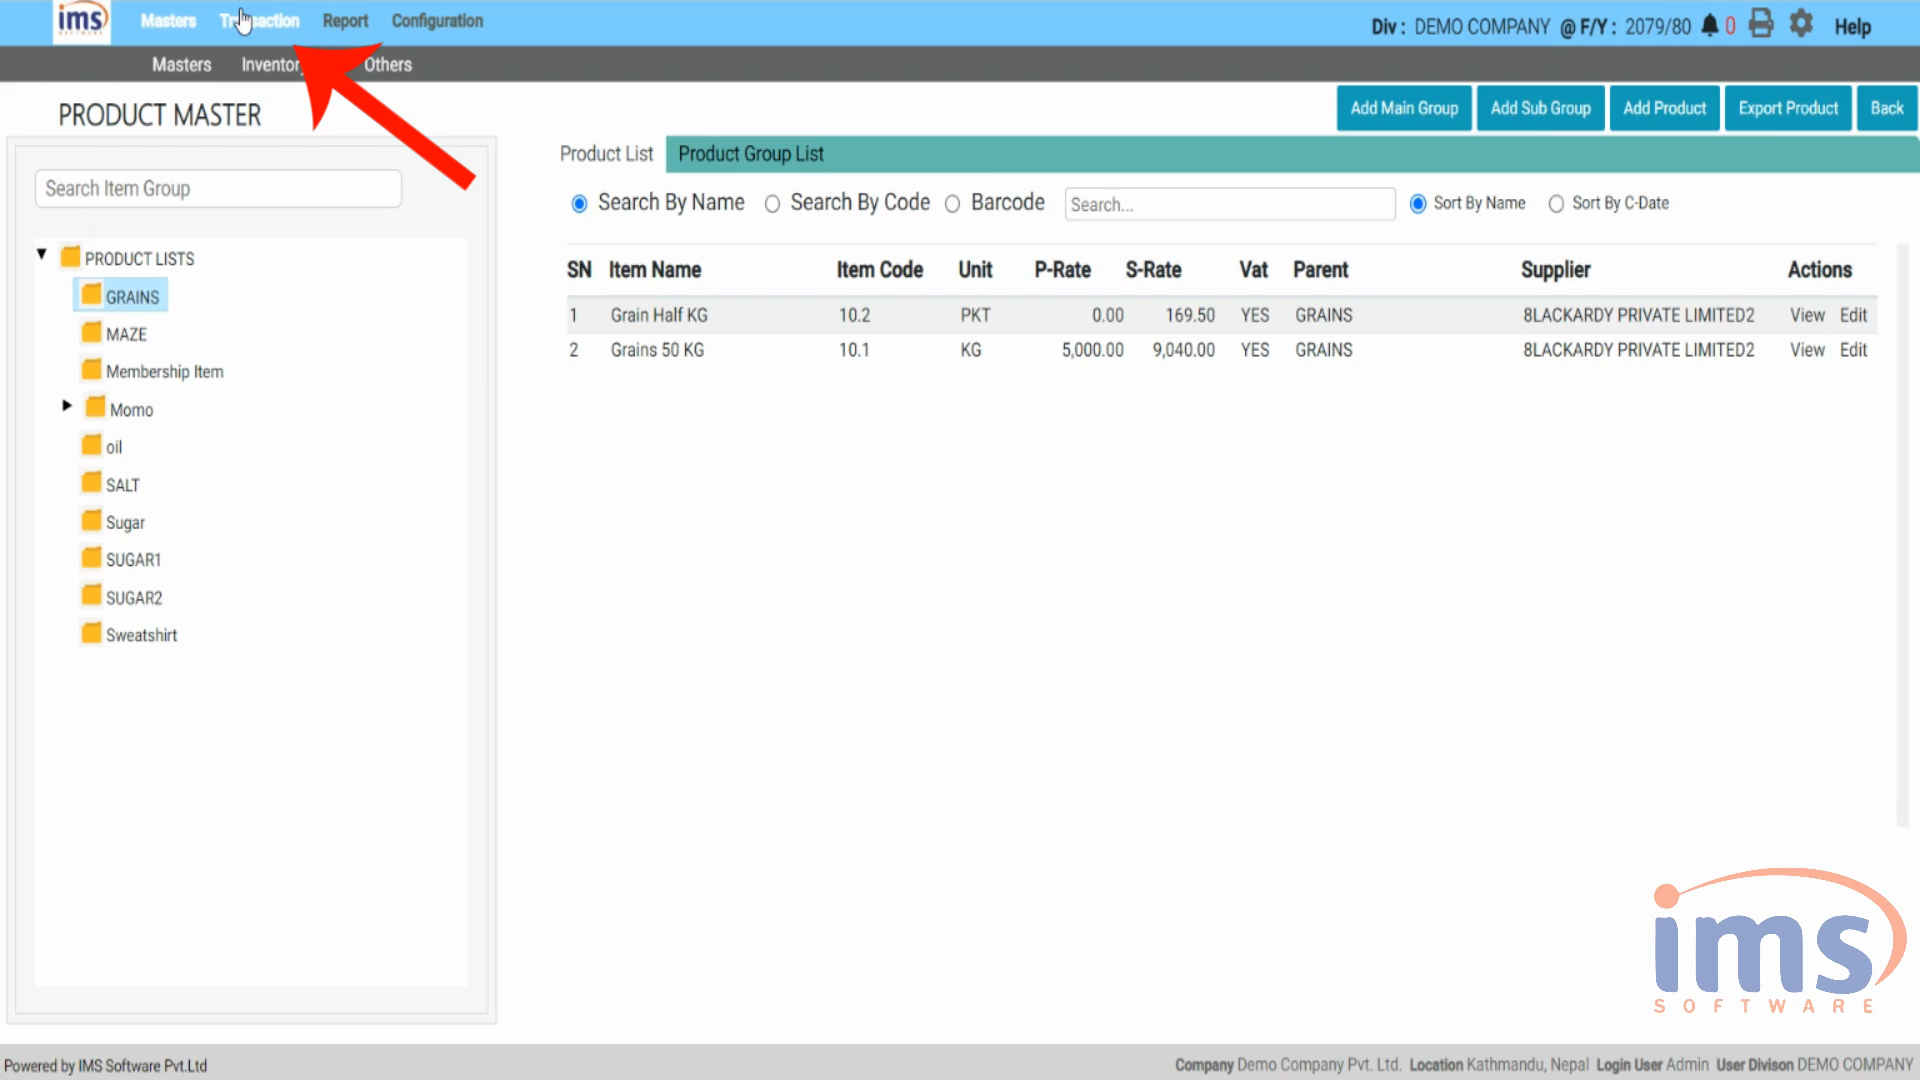 ims Masters Transaction Report Configuration Div : DEMO COMPANY @ F/Y : 2079/80 0 Help
SOFTWARE
Masters Inventory Others
PRODUCT MASTER Add Main Group Add Sub Group Add Product Export Product Back
Product List Product Group List
Search Item Group
Search By Name Search By Code Barcode Search... Sort By Name Sort By C-Date
PRODUCT LISTS
GRAINS
MAZE
Membership Item
Momo
oil
SALT
Sugar
SUGAR1
SUGAR2
Sweatshirt
SN Item Name Item Code Unit P-Rate S-Rate Vat Parent Supplier Actions
1 Grain Half KG 10.2 PKT 0.00 169.50 YES GRAINS 8LACKARDY PRIVATE LIMITED2 View Edit
2 Grains 50 KG 10.1 KG 5,000.00 9,040.00 YES GRAINS 8LACKARDY PRIVATE LIMITED2 View Edit
ims
SOFTWARE
Powered by IMS Software Pvt.Ltd Company Demo Company Pvt. Ltd. Location Kathmandu, Nepal Login User Admin User Divison DEMO COMPANY